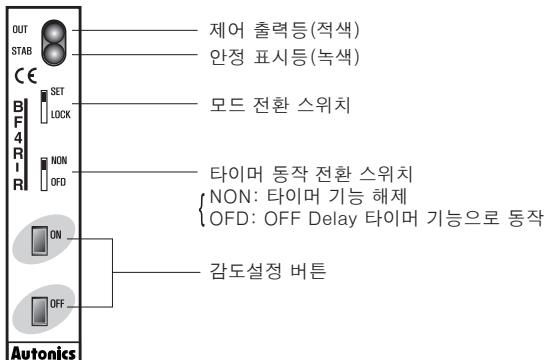 OUT
제어 출력등(적색)
STAB
안정 표시등(녹색)
CE
SET
LOCK
모드 전환 스위치
BF4R-R
NON
OFD
타이머 동작 전환 스위치
NON: 타이머 기능 해제
OFD: OFF Delay 타이머 기능으로 동작
ON
감도설정 버튼
OFF
Autonics